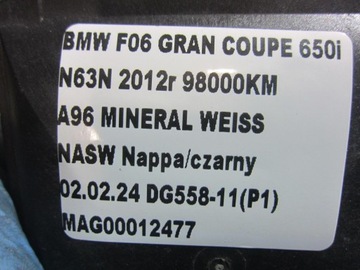 BMW F06 GRAN COUPE 650i
N63N 2012r 98000KM
A96 MINERAL WEISS
NASW Nappa/czarny
02.02.24 DG558-11(P1)
MAG00012477